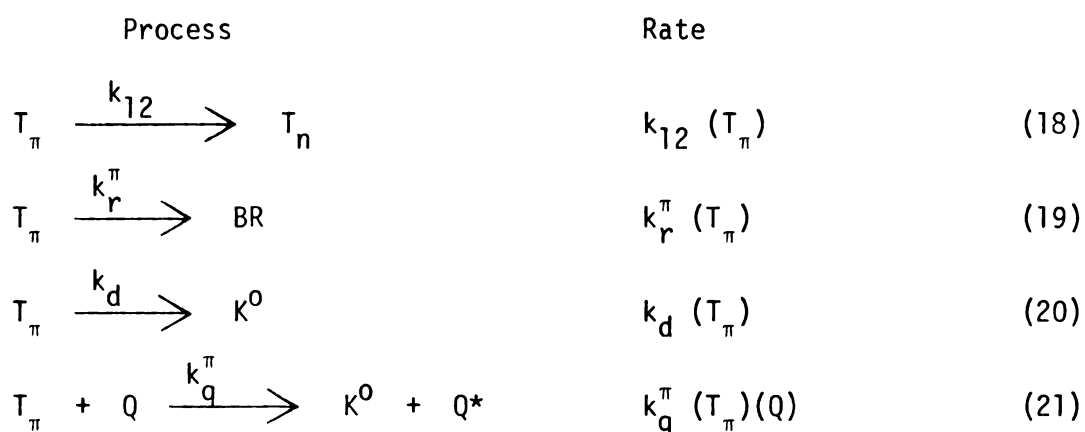 Process Rate
T_π —k_12→ T_n k_12 (T_π) (18)
T_π —k_r^π→ BR k_r^π (T_π) (19)
T_π —k_d→ K^o k_d (T_π) (20)
T_π + Q —k_q^π→ K^o + Q* k_q^π (T_π)(Q) (21)